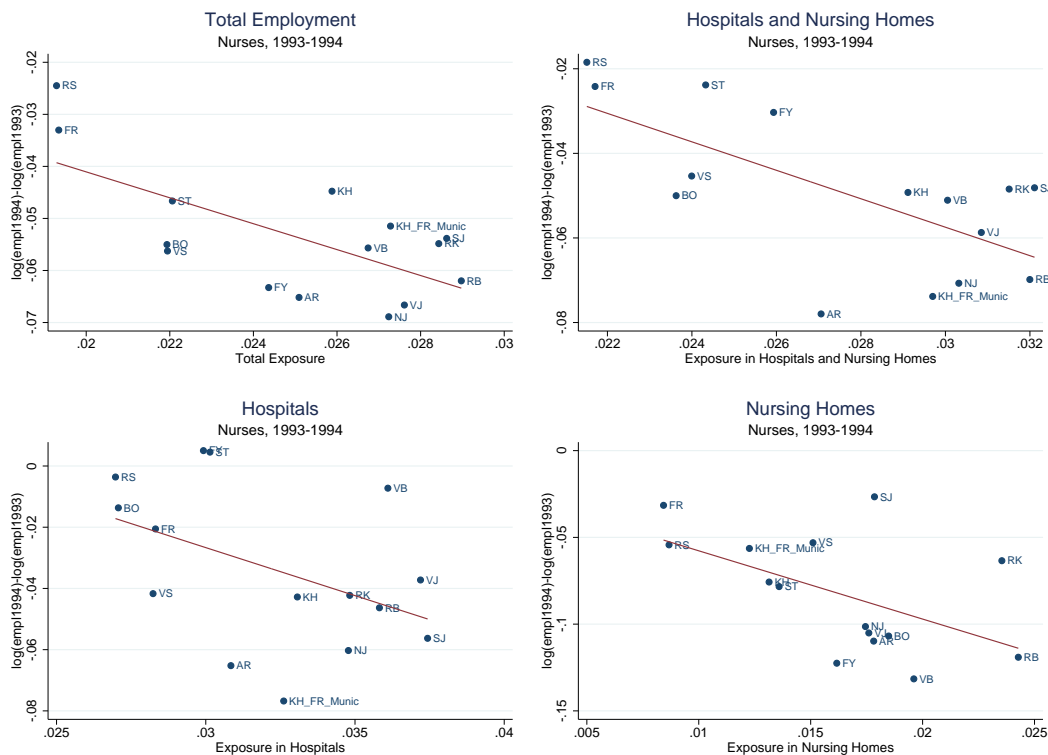 Total Employment
Nurses, 1993-1994
log(empl1994)-log(empl1993)
-.02
-.03
-.04
-.05
-.06
-.07
RS
FR
ST
KH
KH_FR_Munic
BO
VS
VB
SJ
RK
FY
AR
RB
VJ
NJ
.02
.022
.024
.026
.028
.03
Total Exposure
Hospitals and Nursing Homes
Nurses, 1993-1994
log(empl1994)-log(empl1993)
-.02
-.04
-.06
-.08
RS
FR
ST
FY
VS
BO
KH
VB
RK
SJ
VJ
NJ
RB
KH_FR_Munic
AR
.022
.024
.026
.028
.03
.032
Exposure in Hospitals and Nursing Homes
Hospitals
Nurses, 1993-1994
log(empl1994)-log(empl1993)
0
-.02
-.04
-.06
-.08
FY
ST
RS
VB
BO
FR
VS
KH
VJ
RK
RB
SJ
NJ
AR
KH_FR_Munic
.025
.03
.035
.04
Exposure in Hospitals
Nursing Homes
Nurses, 1993-1994
log(empl1994)-log(empl1993)
0
-.05
-.1
-.15
FR
SJ
RS
KH_FR_Munic
VS
RK
KH
ST
NJ
VJ
BO
AR
FY
RB
VB
.005
.01
.015
.02
.025
Exposure in Nursing Homes